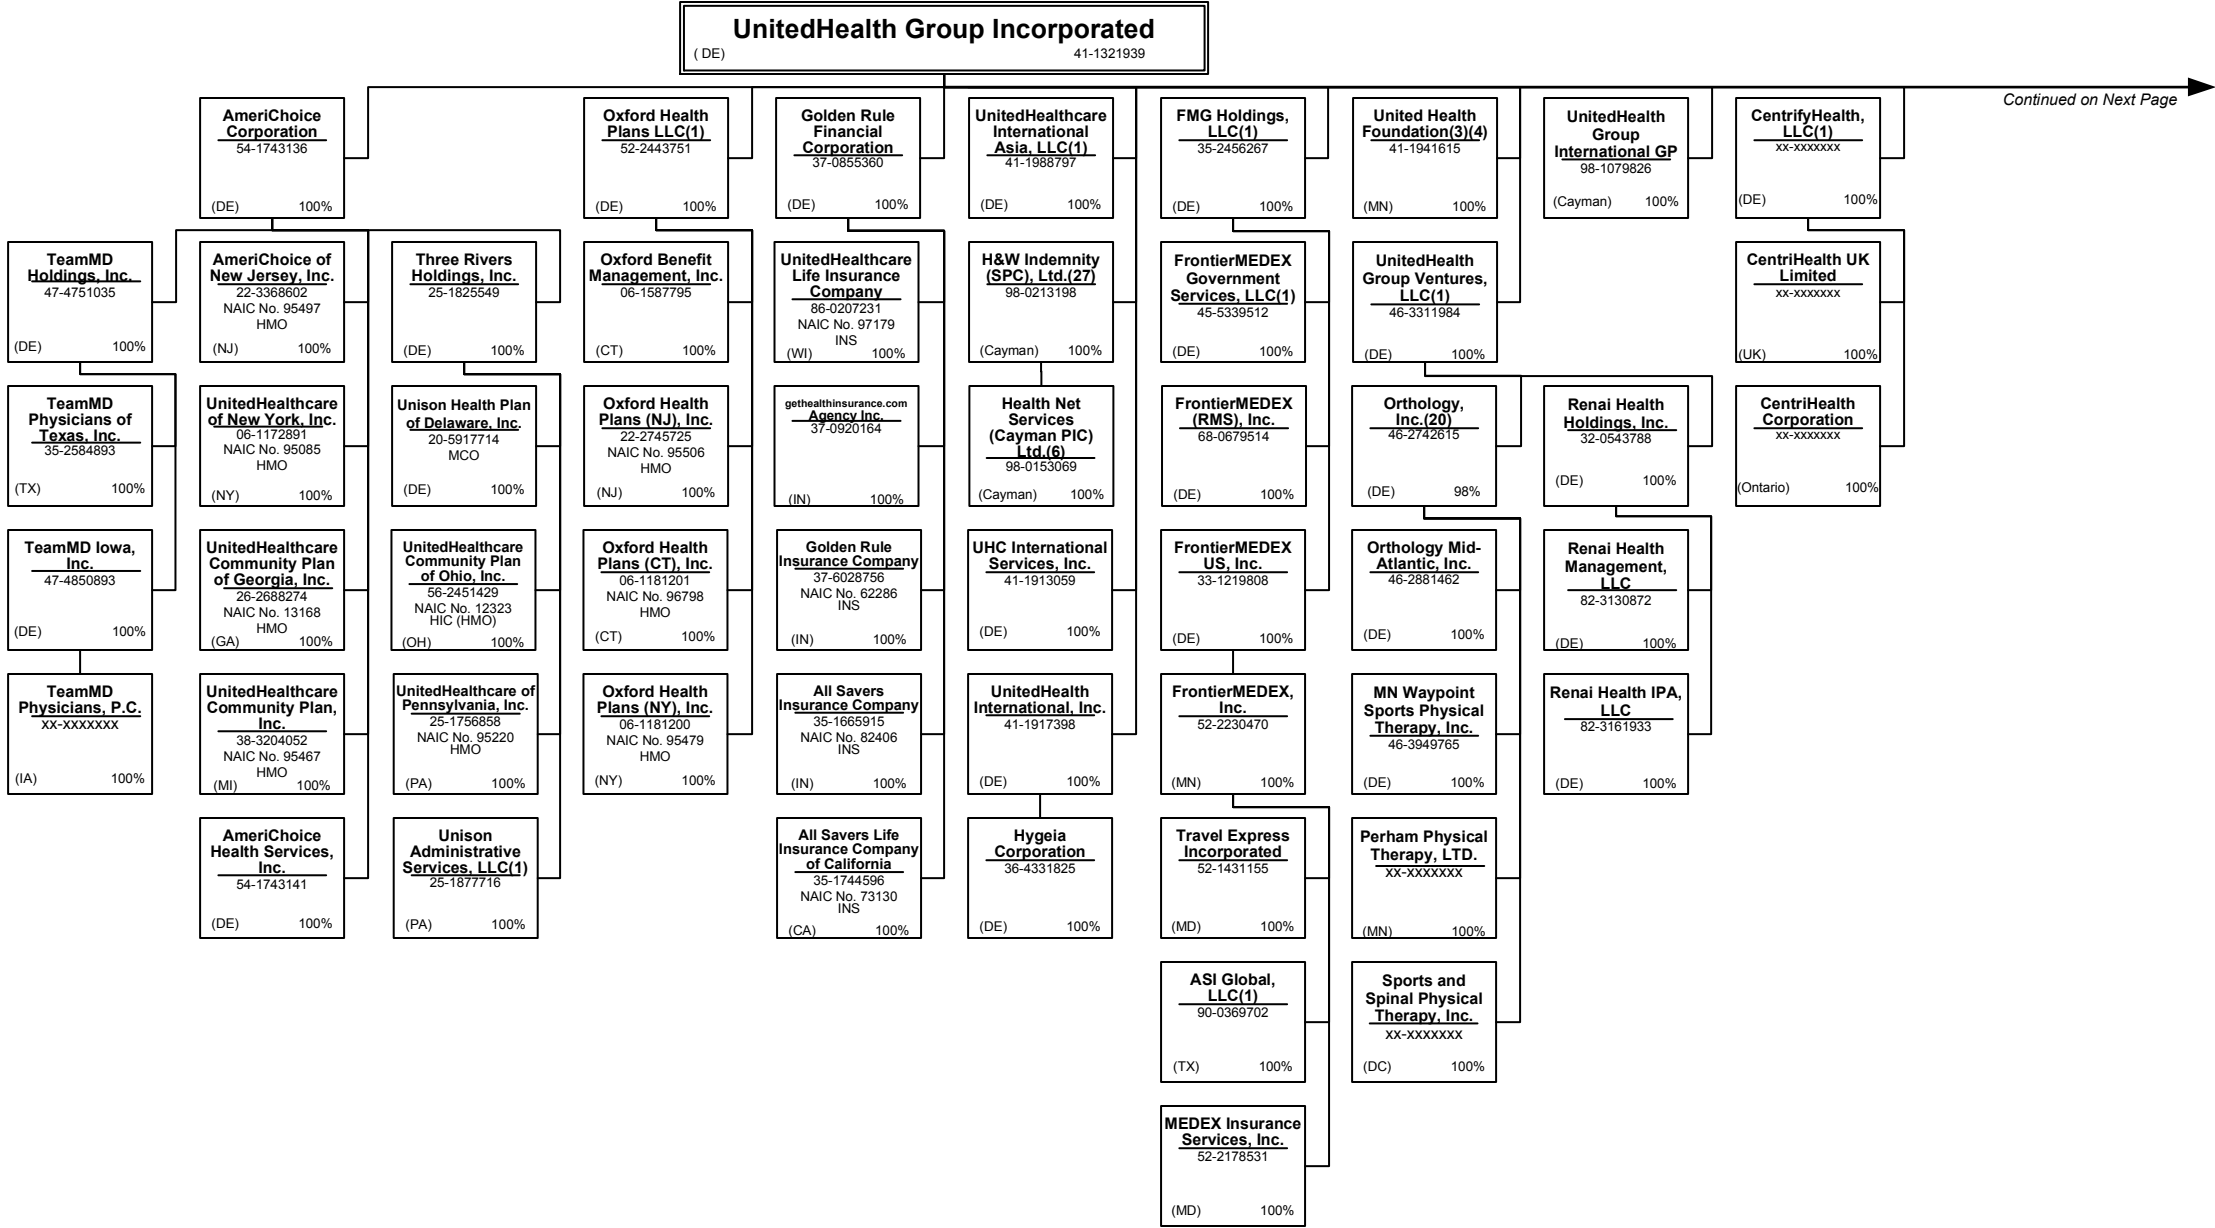 UnitedHealth Group Incorporated
( DE)
41-1321939
Continued on Next Page
AmeriChoice
Corporation
54-1743136
(DE) 100%
Oxford Health
Plans LLC(1)
52-2443751
(DE) 100%
Golden Rule
Financial
Corporation
37-0855360
(DE) 100%
UnitedHealthcare
International
Asia, LLC(1)
41-1988797
(DE) 100%
FMG Holdings,
LLC(1)
35-2456267
(DE) 100%
United Health
Foundation(3)(4)
41-1941615
(MN) 100%
UnitedHealth
Group
International GP
98-1079826
(Cayman) 100%
CentrifyHealth,
LLC(1)
xx-xxxxxxx
(DE) 100%
TeamMD
Holdings, Inc.
47-4751035
(DE) 100%
AmeriChoice of
New Jersey, Inc.
22-3368602
NAIC No. 95497
HMO
(NJ) 100%
Three Rivers
Holdings, Inc.
25-1825549
(DE) 100%
Oxford Benefit
Management, Inc.
06-1587795
(CT) 100%
UnitedHealthcare
Life Insurance
Company
86-0207231
NAIC No. 97179
INS
(WI) 100%
H&W Indemnity
(SPC), Ltd.(27)
98-0213198
(Cayman) 100%
FrontierMEDEX
Government
Services, LLC(1)
45-5339512
(DE) 100%
UnitedHealth
Group Ventures,
LLC(1)
46-3311984
(DE) 100%
CentriHealth UK
Limited
xx-xxxxxxx
(UK) 100%
TeamMD
Physicians of
Texas, Inc.
35-2584893
(TX) 100%
UnitedHealthcare
of New York, Inc.
06-1172891
NAIC No. 95085
HMO
(NY) 100%
Unison Health Plan
of Delaware, Inc.
20-5917714
MCO
(DE) 100%
Oxford Health
Plans (NJ), Inc.
22-2745725
NAIC No. 95506
HMO
(NJ) 100%
gethealthinsurance.com
Agency Inc.
37-0920164
(IN) 100%
Health Net
Services
(Cayman PIC)
Ltd.(6)
98-0153069
(Cayman) 100%
FrontierMEDEX
(RMS), Inc.
68-0679514
(DE) 100%
Orthology,
Inc.(20)
46-2742615
(DE) 98%
Renai Health
Holdings, Inc.
32-0543788
(DE) 100%
CentriHealth
Corporation
xx-xxxxxxx
(Ontario) 100%
TeamMD Iowa,
Inc.
47-4850893
(DE) 100%
UnitedHealthcare
Community Plan
of Georgia, Inc.
26-2688274
NAIC No. 13168
HMO
(GA) 100%
UnitedHealthcare
Community Plan
of Ohio, Inc.
56-2451429
NAIC No. 12323
HIC (HMO)
(OH) 100%
Oxford Health
Plans (CT), Inc.
06-1181201
NAIC No. 96798
HMO
(CT) 100%
Golden Rule
Insurance Company
37-6028756
NAIC No. 62286
INS
(IN) 100%
UHC International
Services, Inc.
41-1913059
(DE) 100%
FrontierMEDEX
US, Inc.
33-1219808
(DE) 100%
Orthology Mid-
Atlantic, Inc.
46-2881462
(DE) 100%
Renai Health
Management,
LLC
82-3130872
(DE) 100%
TeamMD
Physicians, P.C.
xx-xxxxxxx
(IA) 100%
UnitedHealthcare
Community Plan,
Inc.
38-3204052
NAIC No. 95467
HMO
(MI) 100%
UnitedHealthcare of
Pennsylvania, Inc.
25-1756858
NAIC No. 95220
HMO
(PA) 100%
Oxford Health
Plans (NY), Inc.
06-1181200
NAIC No. 95479
HMO
(NY) 100%
All Savers
Insurance Company
35-1665915
NAIC No. 82406
INS
(IN) 100%
UnitedHealth
International, Inc.
41-1917398
(DE) 100%
FrontierMEDEX,
Inc.
52-2230470
(MN) 100%
MN Waypoint
Sports Physical
Therapy, Inc.
46-3949765
(DE) 100%
Renai Health IPA,
LLC
82-3161933
(DE) 100%
AmeriChoice
Health Services,
Inc.
54-1743141
(DE) 100%
Unison
Administrative
Services, LLC(1)
25-1877716
(PA) 100%
All Savers Life
Insurance Company
of California
35-1744596
NAIC No. 73130
INS
(CA) 100%
Hygeia
Corporation
36-4331825
(DE) 100%
Travel Express
Incorporated
52-1431155
(MD) 100%
Perham Physical
Therapy, LTD.
xx-xxxxxxx
(MN) 100%
ASI Global,
LLC(1)
90-0369702
(TX) 100%
Sports and
Spinal Physical
Therapy, Inc.
xx-xxxxxxx
(DC) 100%
MEDEX Insurance
Services, Inc.
52-2178531
(MD) 100%